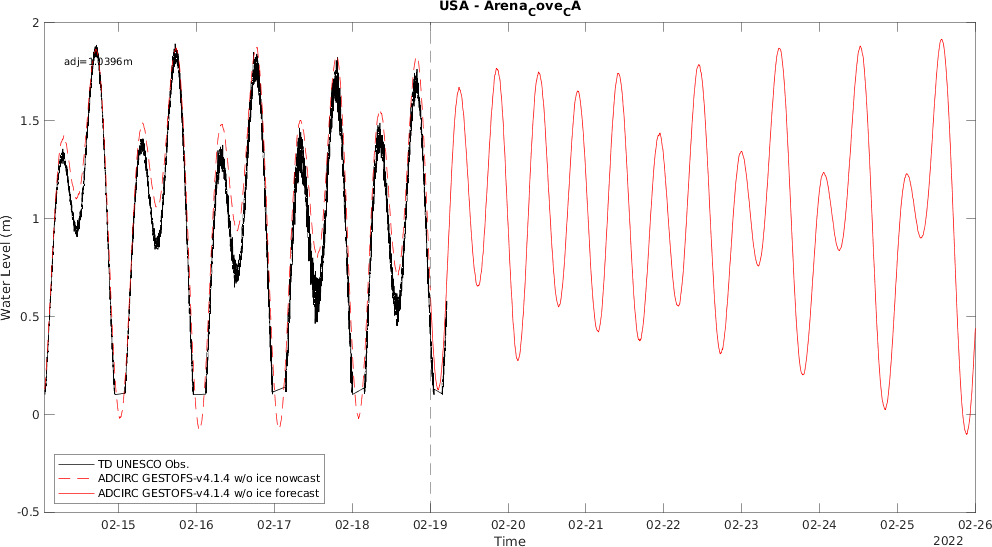 USA - ArenaCoveCA
adj=1.0396m
2
1.5
1
0.5
0
-0.5
Water Level (m)
TD UNESCO Obs.
ADCIRC GESTOFS-v4.1.4 w/o ice nowcast
ADCIRC GESTOFS-v4.1.4 w/o ice forecast
02-15 02-16 02-17 02-18 02-19 02-20 02-21 02-22 02-23 02-24 02-25 02-26
Time
2022